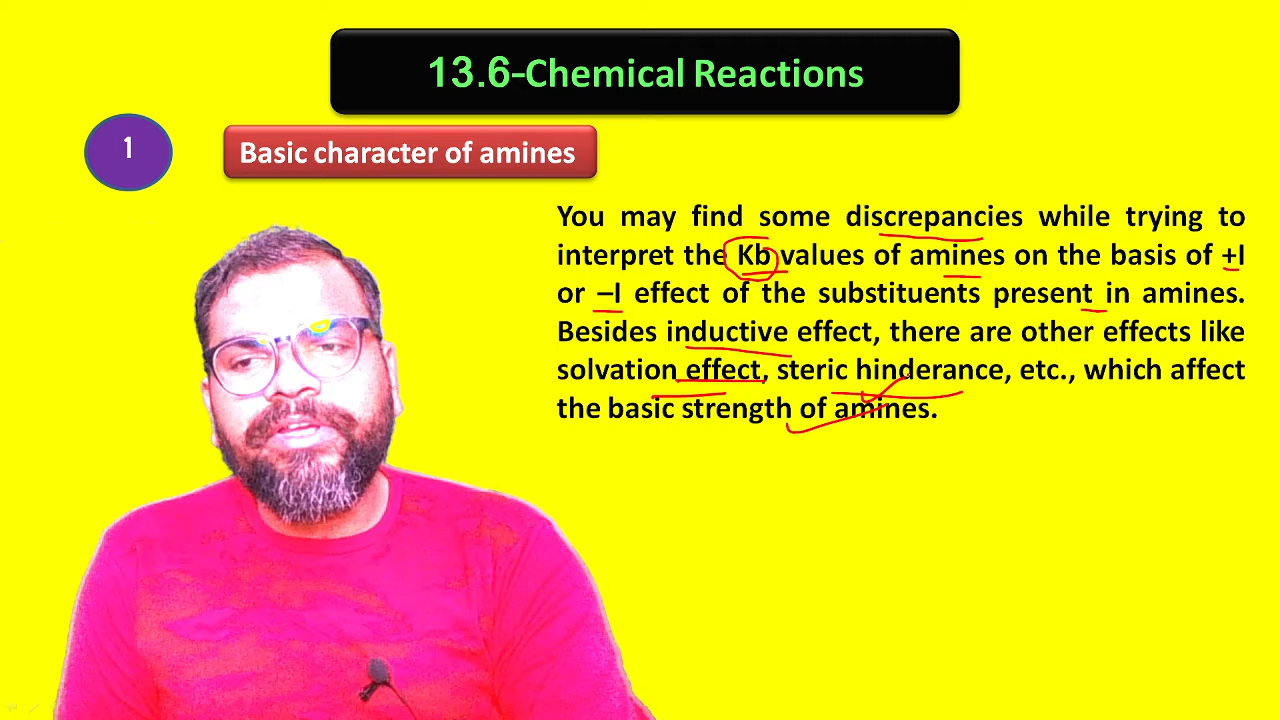 13.6-Chemical Reactions
1
Basic character of amines
You may find some discrepancies while trying to
interpret the Kb values of amines on the basis of +I
or –I effect of the substituents present in amines.
Besides inductive effect, there are other effects like
solvation effect, steric hinderance, etc., which affect
the basic strength of amines.